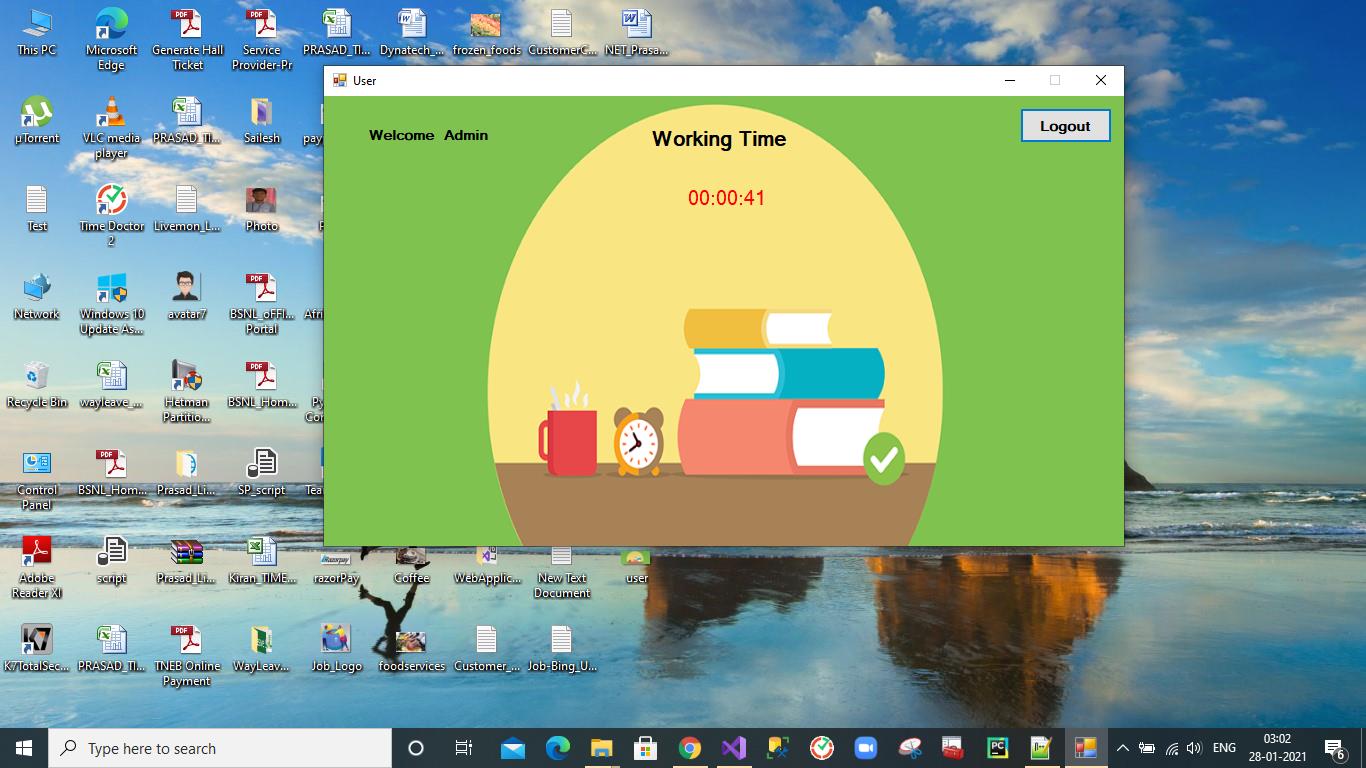 This PC
Microsoft
Edge
Generate Hall
Ticket
Service
Provider-Pr
PRASAD_TI...
Dynatech_...
frozen_foods
CustomerC...
NET_Prasa...
User
Welcome Admin
Working Time
Logout
00:00:41
µTorrent
VLC media
player
PRASAD_TI...
Sailesh
pay
Test
Time Doctor
2
Livemon_L...
Photo
Network
Windows 10
Update As...
avatar7
BSNL_oFFI...
Portal
Afri
Recycle Bin
wayleave_...
Hetman
Partitio...
BSNL_Hom...
Py
Con
Control
Panel
BSNL_Hom...
Prasad_Li...
SP_script
Tea
Adobe
Reader XI
script
Prasad_Li...
Kiran_TIME...
razorPay
Coffee
WebApplic...
New Text
Document
user
K7TotalSec...
PRASAD_TI...
TNEB Online
Payment
WayLeav...
Job_Logo
foodservices
Customer_...
Job-Bing_U...
Type here to search
ENG
03:02
28-01-2021
6